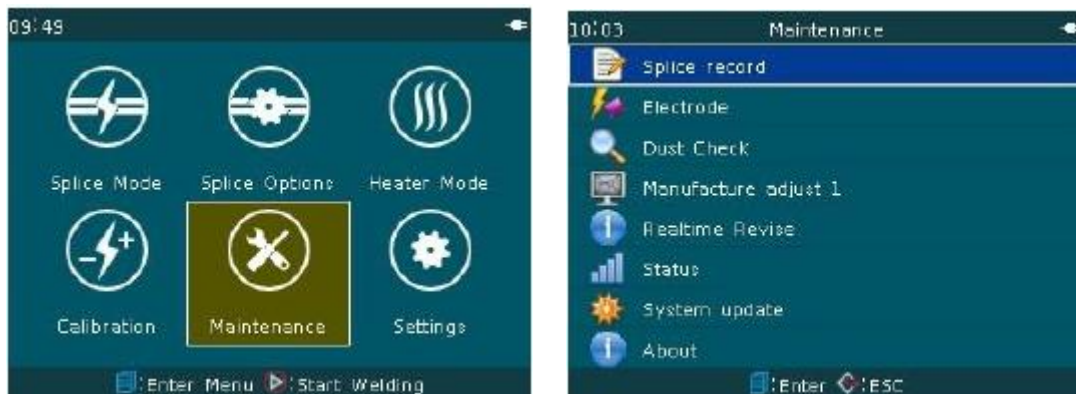 09:49
Splice Mode Splice Options Heater Mode
Calibration Maintenance Settings
:Enter Menu :Start Welding
10:03 Maintenance
Splice record
Electrode
Dust Check
Manufacture adjust 1
Realtime Revise
Status
System update
About
:Enter :ESC